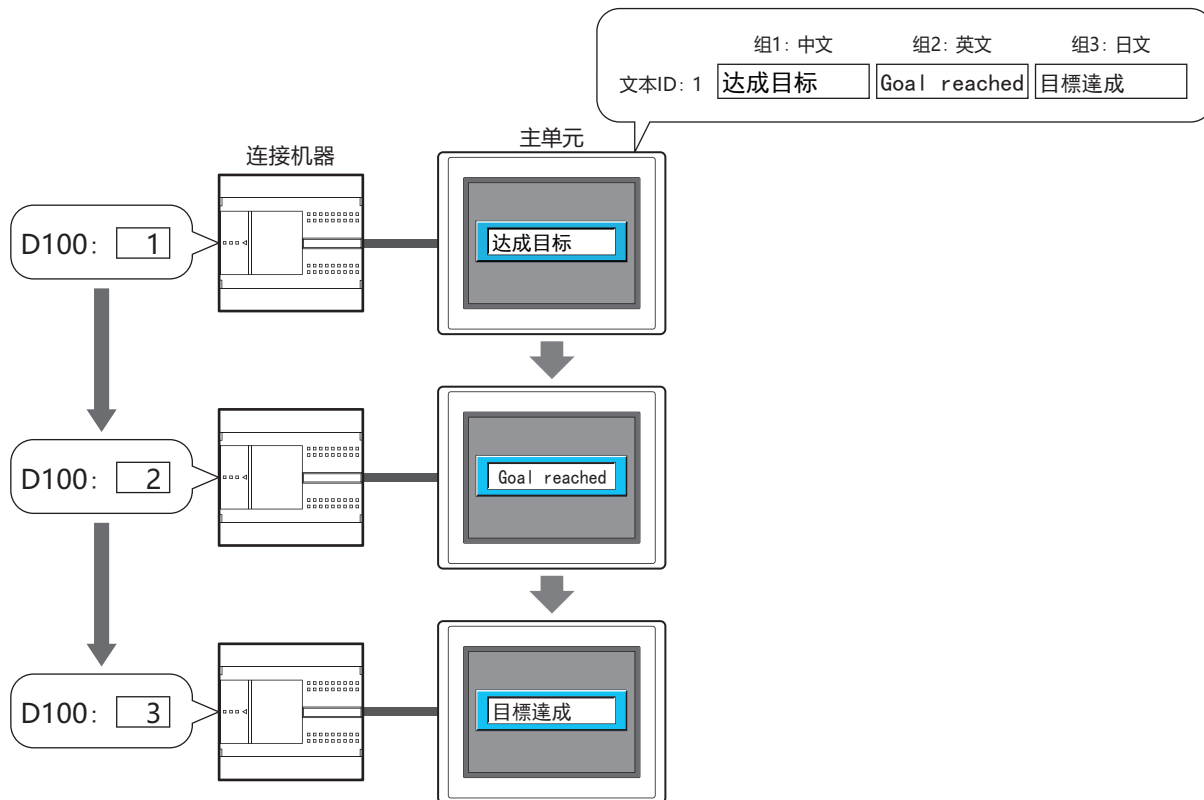 组1: 中文 组2: 英文 组3: 日文
文本ID: 1 达成目标 Goal reached 目標達成
主单元
连接机器
D100: 1
达成目标
D100: 2
Goal reached
D100: 3
目標達成